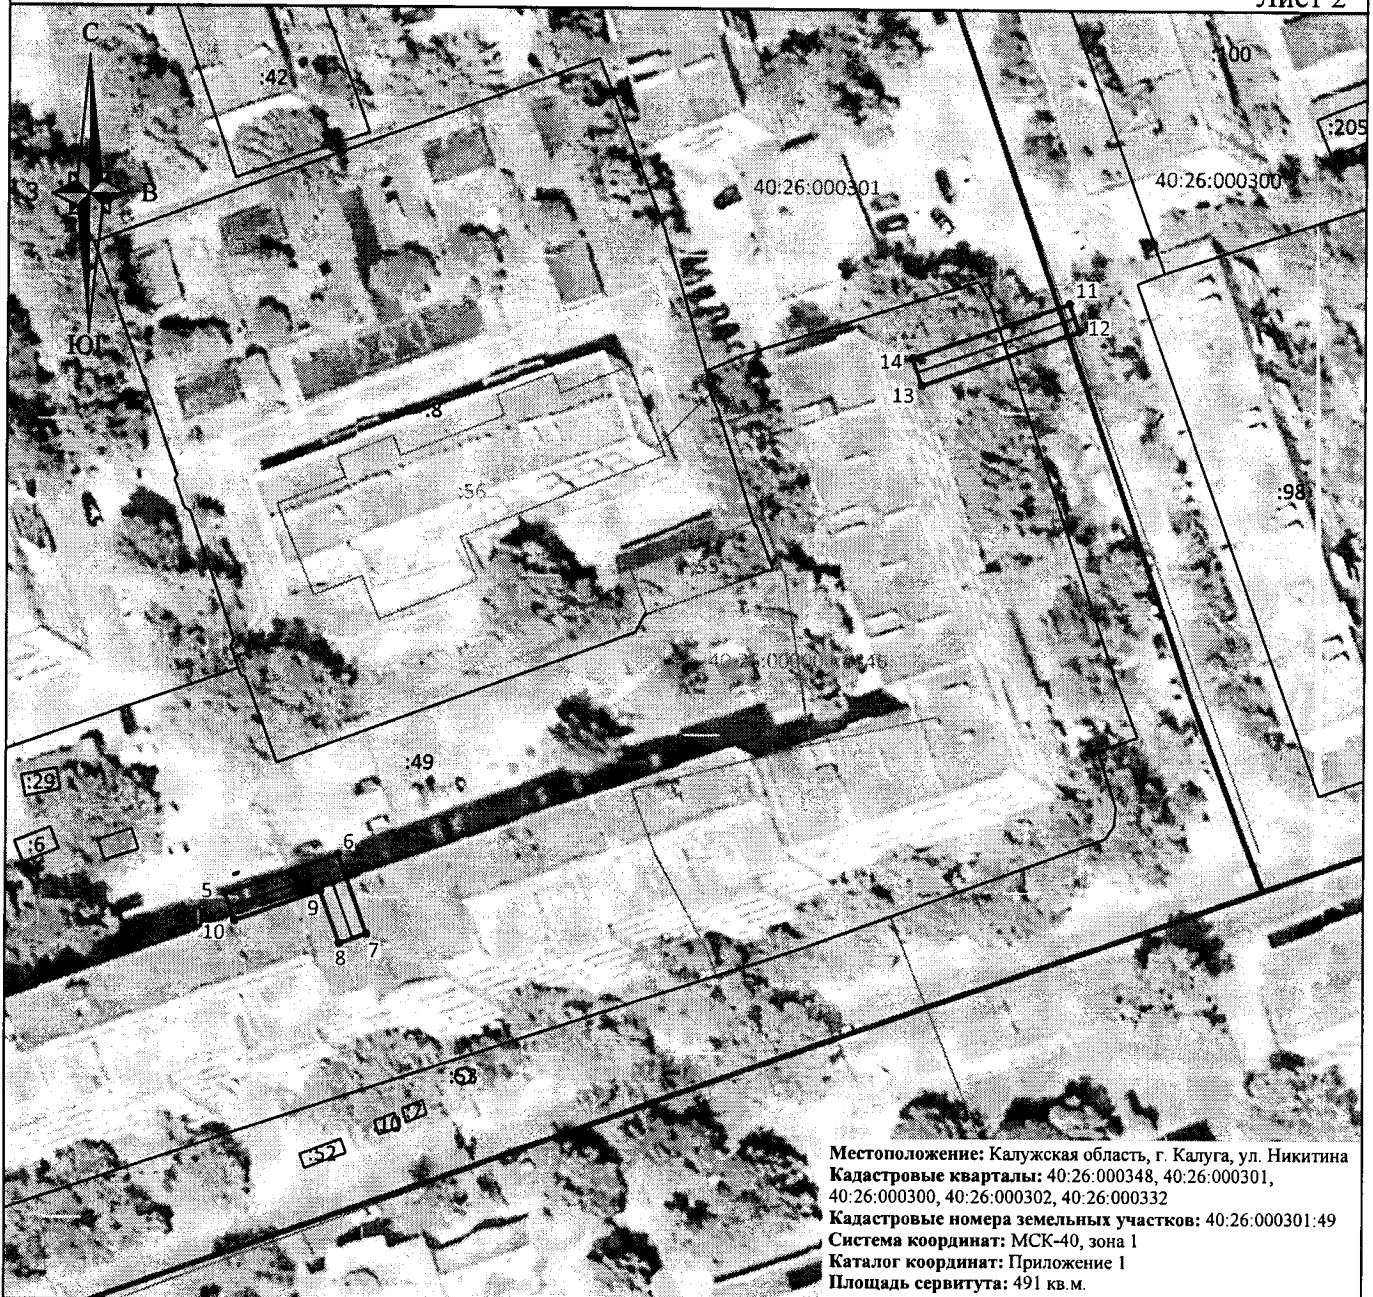 Лист 2
С
:42
:100
:205
З
В
40:26:000301
40:26:000300
ЮГ
11
12
14
13
:8
:56
:98
:55
:49
:29
:6
6
5
9
10
7
8
:52
Местоположение: Калужская область, г. Калуга, ул. Никитина
Кадастровые кварталы: 40:26:000348, 40:26:000301,
40:26:000300, 40:26:000302, 40:26:000332
Кадастровые номера земельных участков: 40:26:000301:49
Система координат: МСК-40, зона 1
Каталог координат: Приложение 1
Площадь сервитута: 491 кв.м.